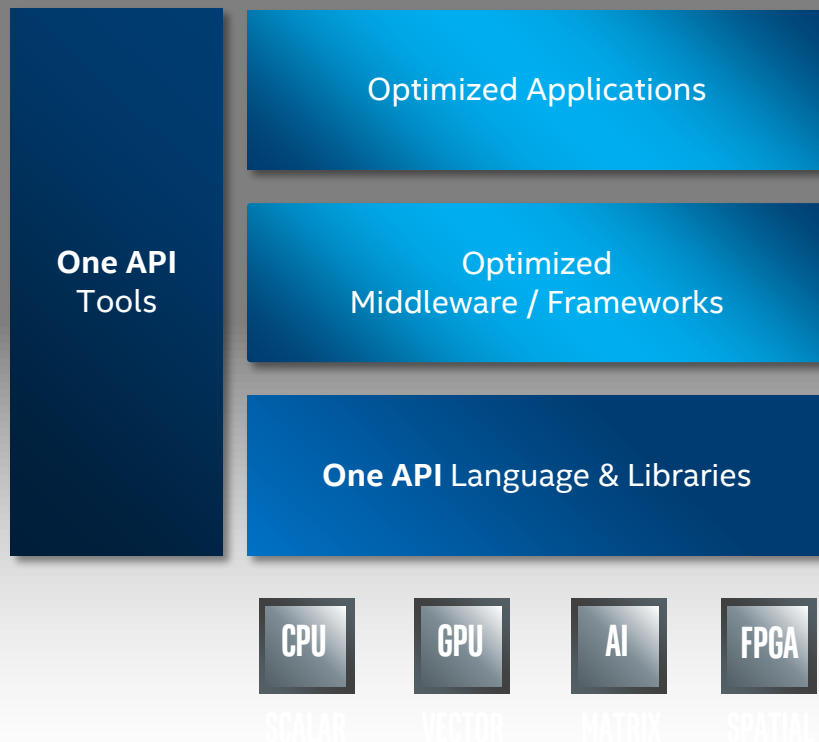 Optimized Applications
One API
Tools
Optimized
Middleware / Frameworks
One API Language & Libraries
CPU
GPU
AI
FPGA
SCALAR
VECTOR
MATRIX
SPATIAL